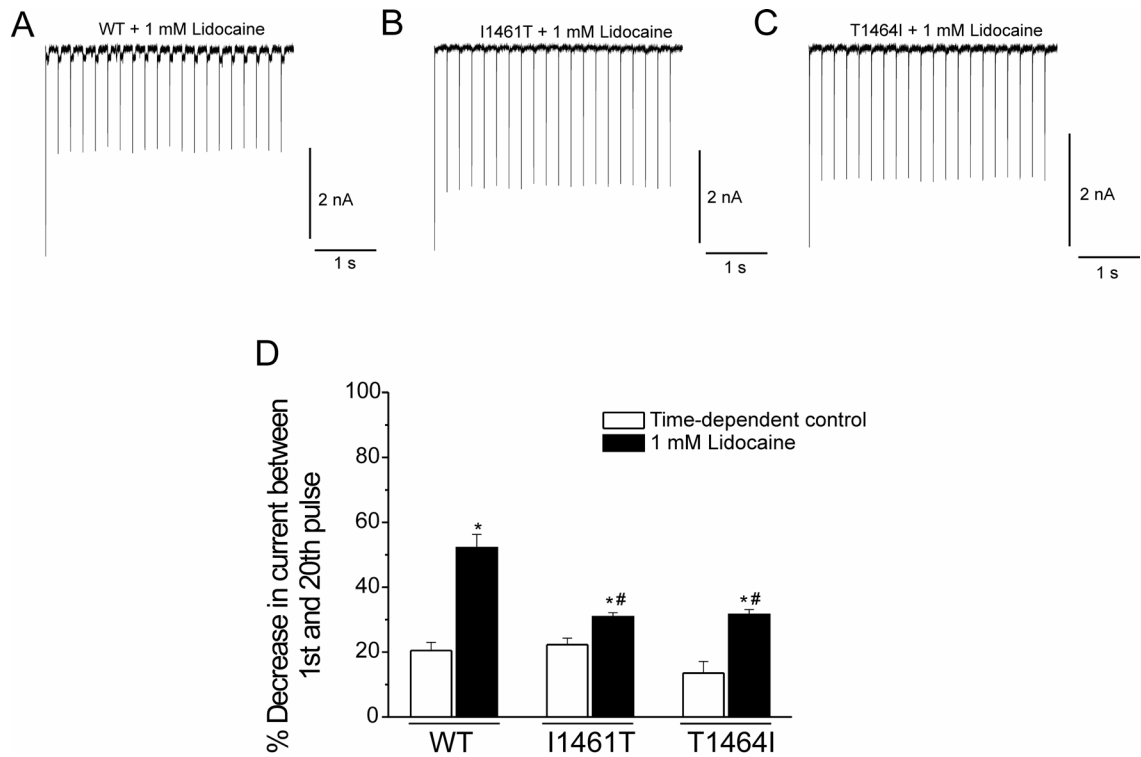 A
WT + 1 mM Lidocaine
2 nA
1 s
B
I1461T + 1 mM Lidocaine
2 nA
1 s
C
T1464I + 1 mM Lidocaine
2 nA
1 s
D
% Decrease in current between
1st and 20th pulse
100
80
60
40
20
0
Time-dependent control
1 mM Lidocaine
*
*#
*#
WT
I1461T
T1464I